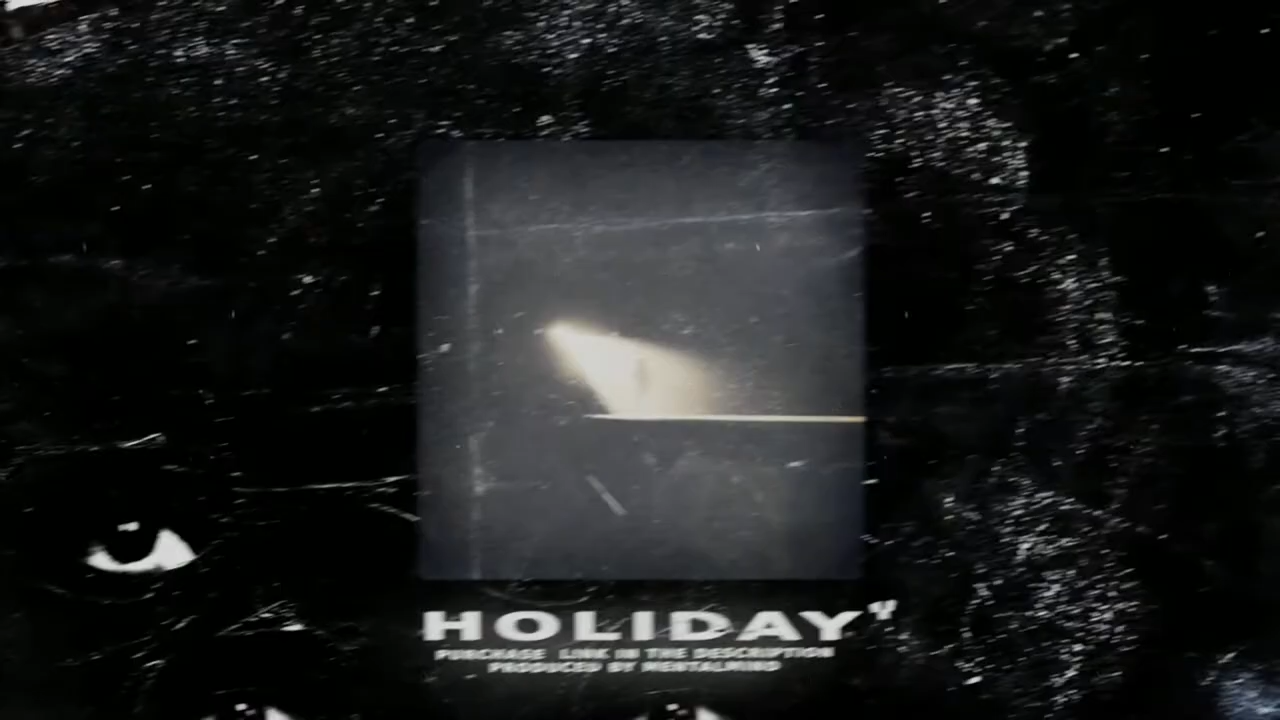 HOLIDAY"
PURCHASE LINK IN THE DESCRIPTION
PRODUCED BY MENTALMIND